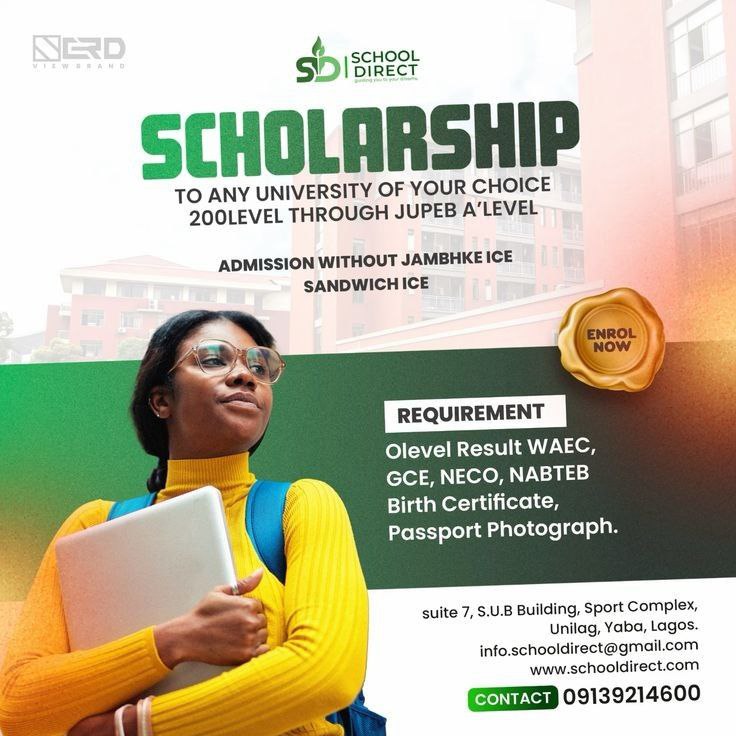 NERD
VIEWBRAND
SD | SCHOOL
DIRECT
guiding you to your dreams.
SCHOLARSHIP
TO ANY UNIVERSITY OF YOUR CHOICE
200LEVEL THROUGH JUPEB A’LEVEL
ADMISSION WITHOUT JAMBHKE ICE
SANDWICH ICE
ENROL
NOW
REQUIREMENT
Olevel Result WAEC,
GCE, NECO, NABTEB
Birth Certificate,
Passport Photograph.
suite 7, S.U.B Building, Sport Complex,
Unilag, Yaba, Lagos.
info.schooldirect@gmail.com
www.schooldirect.com
CONTACT 09139214600